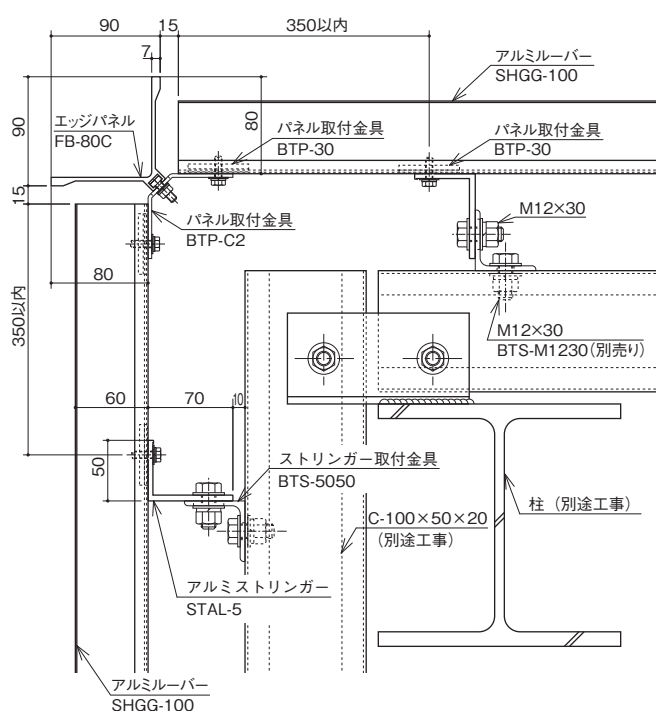 90
15
350以内
7
アルミルーバー
SHGG-100
90
エッジパネル
FB-80C
80
パネル取付金具
BTP-30
パネル取付金具
BTP-30
15
パネル取付金具
BTP-C2
M12×30
80
350以内
M12×30
BTS-M1230(別売り)
60
70
10
50
ストリンガー取付金具
BTS-5050
柱(別途工事)
C-100×50×20
(別途工事)
アルミストリンガー
STAL-5
アルミルーバー
SHGG-100